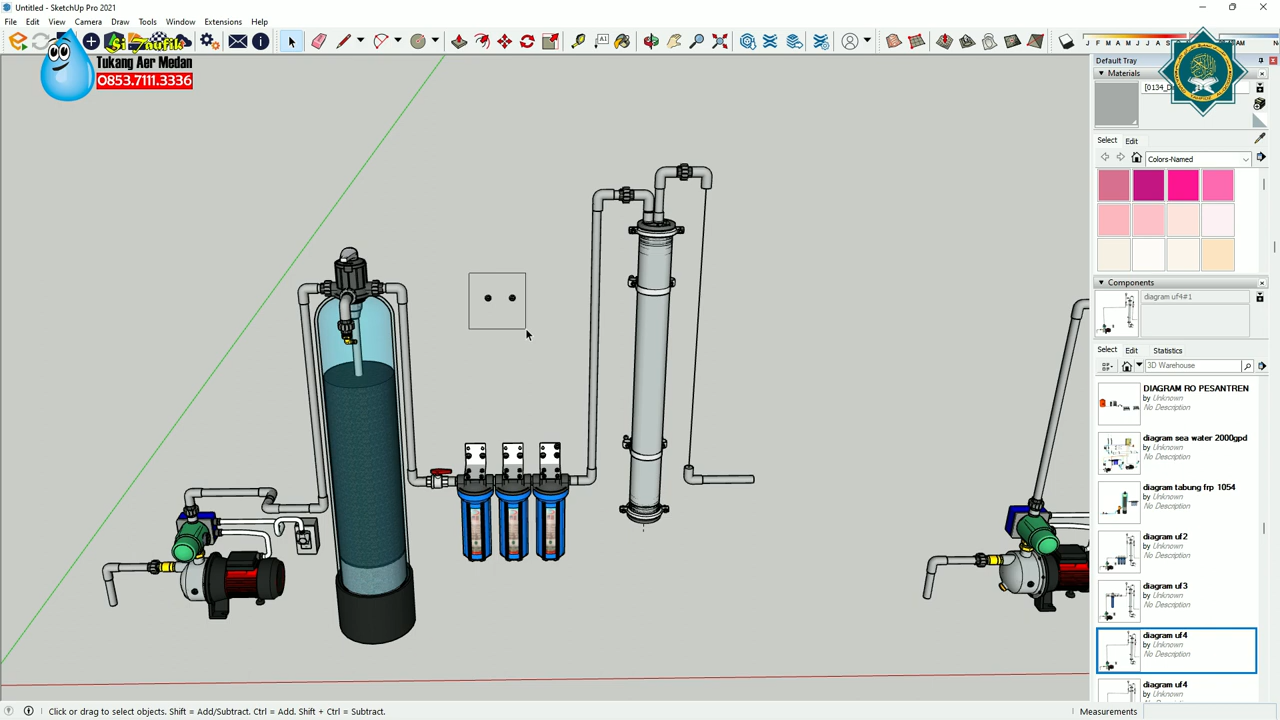 Untitled - SketchUp Pro 2021
File Edit View Camera Draw Tools Window Extensions Help
Si Taufik
Tukang Aer Medan
0853.7111.3336
J F M A M J J A S O N D
AM
Default Tray
Materials
Select Edit
Colors-Named
Components
diagram uf4#1
Select Edit Statistics
3D Warehouse
DIAGRAM RO PESANTREN
by Unknown
No Description
diagram sea water 2000gpd
by Unknown
No Description
diagram tabung frp 1054
by Unknown
No Description
diagram uf2
by Unknown
No Description
diagram uf3
by Unknown
No Description
diagram uf4
by Unknown
No Description
diagram uf4
by Unknown
No Description
Click or drag to select objects. Shift = Add/Subtract. Ctrl = Add. Shift + Ctrl = Subtract.
Measurements